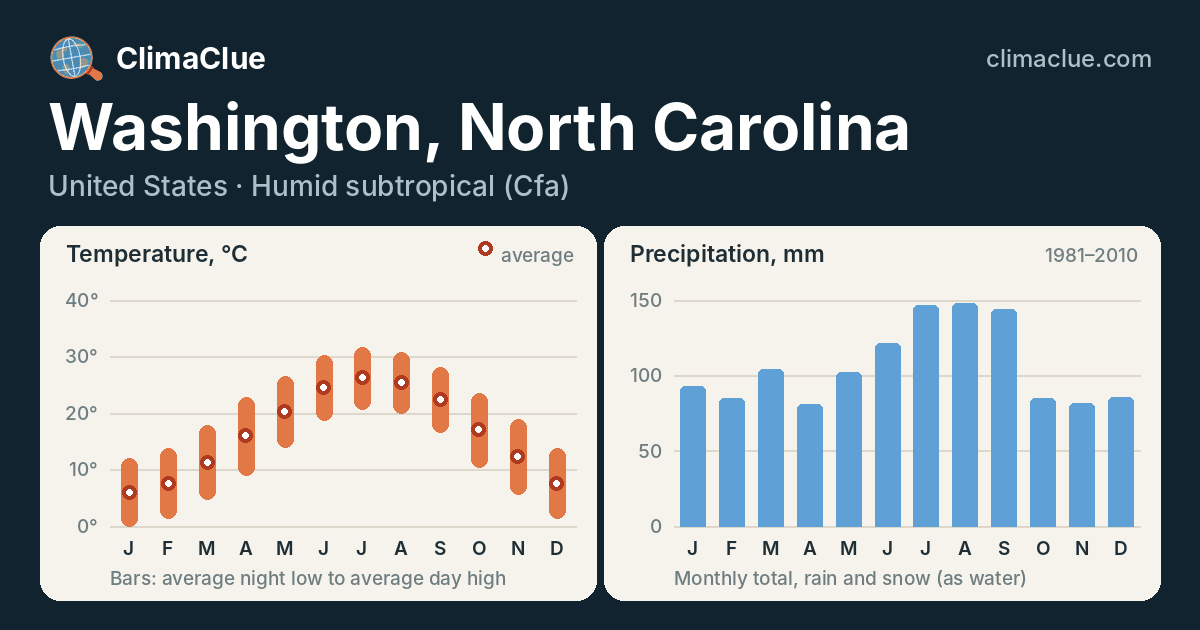 ClimaClue
climaclue.com
Washington, North Carolina
United States · Humid subtropical (Cfa)
Temperature, °C
average
40°
30°
20°
10°
0°
J F M A M J J A S O N D
Bars: average night low to average day high
Precipitation, mm
1981–2010
150
100
50
0
J F M A M J J A S O N D
Monthly total, rain and snow (as water)